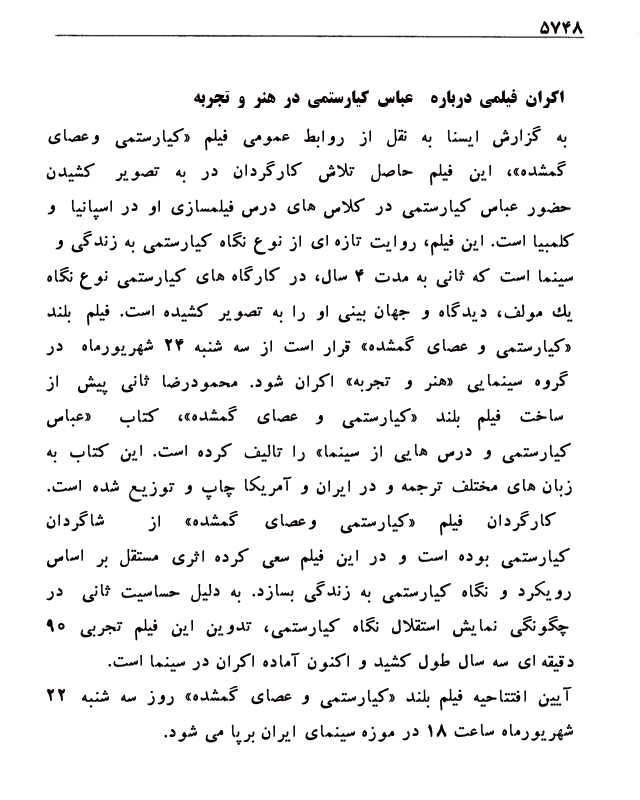 ۵۷۴۸
اکران فیلمی درباره عباس کیارستمی در هنر و تجربه
به گزارش ایسنا به نقل از روابط عمومی فیلم «کیارستمی وعصای
گمشده»، این فیلم حاصل تلاش کارگردان در به تصویر کشیدن
حضور عباس کیارستمی در کلاس های درس فیلمسازی او در اسپانیا و
کلمبیا است. این فیلم، روایت تازه ای از نوع نگاه کیارستمی به زندگی و
سینما است که ثانی به مدت ۴ سال، در کارگاه های کیارستمی نوع نگاه
یك مولف، دیدگاه و جهان بینی او را به تصویر کشیده است. فیلم بلند
«کیارستمی و عصای گمشده» قرار است از سه شنبه ۲۴ شهریورماه در
گروه سینمایی «هنر و تجربه» اکران شود. محمودرضا ثانی پیش از
ساخت فیلم بلند «کیارستمی و عصای گمشده»، کتاب «عباس
کیارستمی و درس هایی از سینما» را تالیف کرده است. این کتاب به
زبان های مختلف ترجمه و در ایران و آمریکا چاپ و توزیع شده است.
کارگردان فیلم «کیارستمی وعصای گمشده» از شاگردان
کیارستمی بوده است و در این فیلم سعی کرده اثری مستقل بر اساس
رویکرد و نگاه کیارستمی به زندگی بسازد. به دلیل حساسیت ثانی در
چگونگی نمایش استقلال نگاه کیارستمی، تدوین این فیلم تجربی ۹۰
دقیقه ای سه سال طول کشید و اکنون آماده اکران در سینما است.
آیین افتتاحیه فیلم بلند «کیارستمی و عصای گمشده» روز سه شنبه ۲۲
شهریورماه ساعت ۱۸ در موزه سینمای ایران برپا می شود.